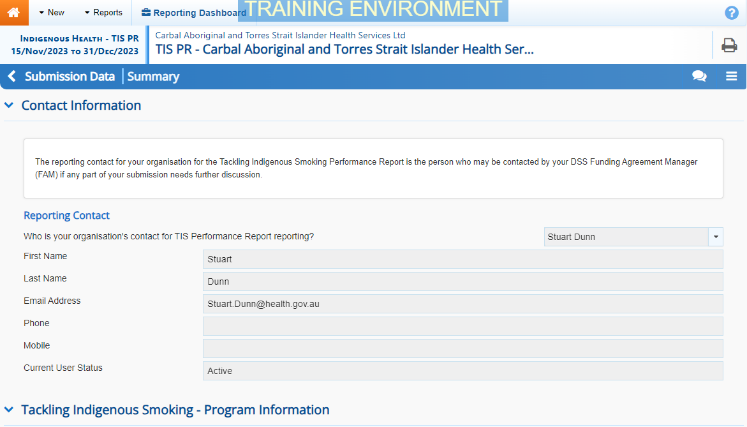 New Reports Reporting Dashboard TRAINING ENVIRONMENT ?
Indigenous Health - TIS PR
15/Nov/2023 to 31/Dec/2023
Carbal Aboriginal and Torres Strait Islander Health Services Ltd
TIS PR - Carbal Aboriginal and Torres Strait Islander Health Ser...
Submission Data | Summary
Contact Information
The reporting contact for your organisation for the Tackling Indigenous Smoking Performance Report is the person who may be contacted by your DSS Funding Agreement Manager
(FAM) if any part of your submission needs further discussion.
Reporting Contact
Who is your organisation's contact for TIS Performance Report reporting? Stuart Dunn
First Name Stuart
Last Name Dunn
Email Address Stuart.Dunn@health.gov.au
Phone
Mobile
Current User Status Active
Tackling Indigenous Smoking - Program Information